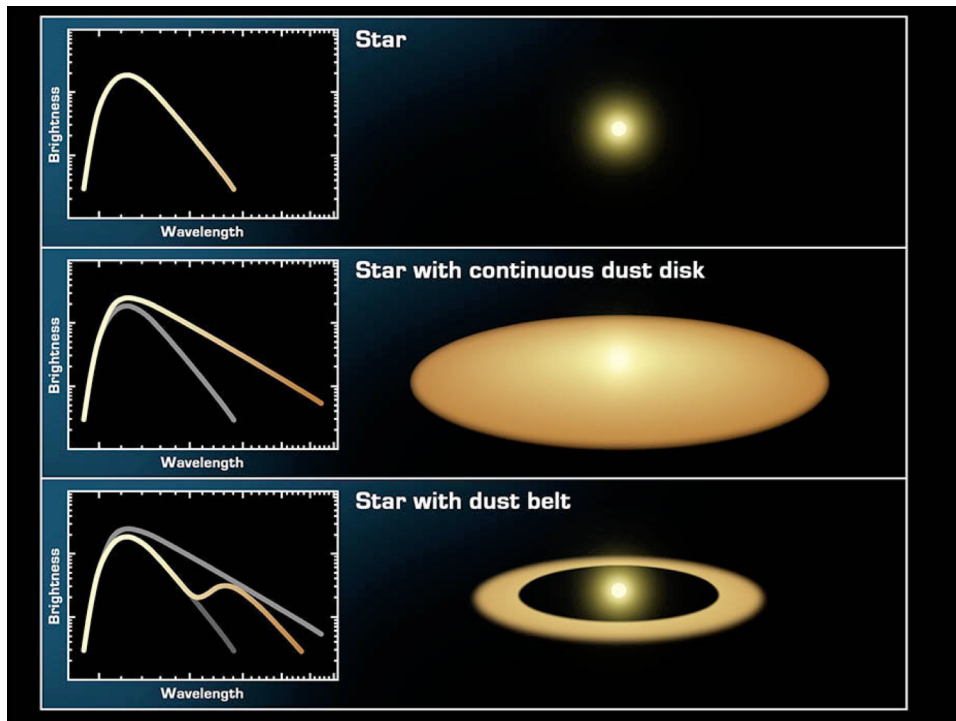 Star
Brightness
Wavelength
Star with continuous dust disk
Brightness
Wavelength
Star with dust belt
Brightness
Wavelength